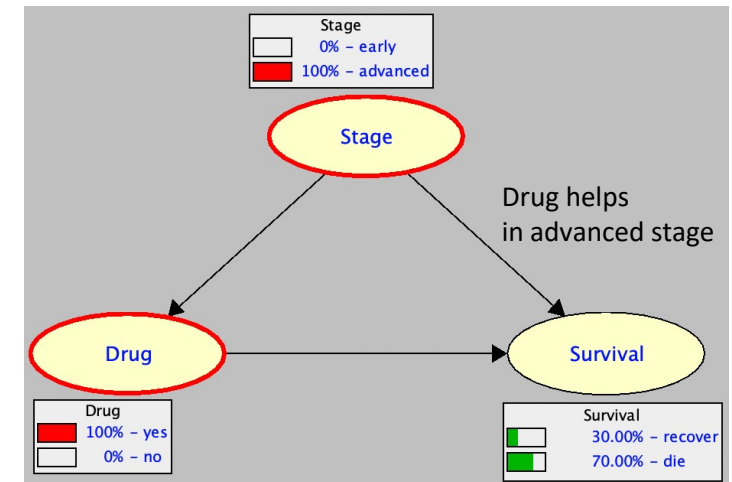 Stage
0% – early
100% – advanced
Stage
Drug helps
in advanced stage
Drug
Survival
Drug
100% – yes
0% – no
Survival
30.00% – recover
70.00% – die